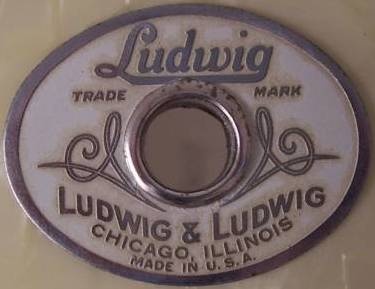 Ludwig
TRADE MARK
LUDWIG & LUDWIG
CHICAGO, ILLINOIS
MADE IN U.S.A.